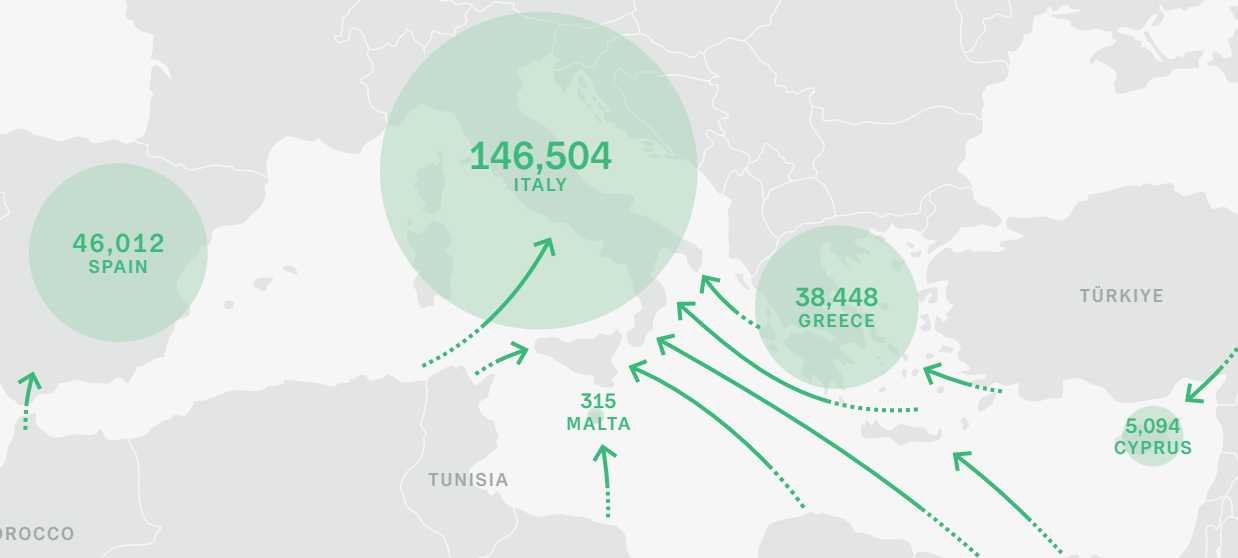 146,504
ITALY
46,012
SPAIN
38,448
GREECE
TÜRKIYE
315
MALTA
5,094
CYPRUS
TUNISIA
OROCCO